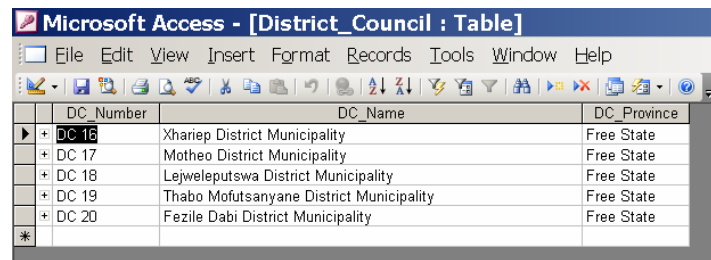 Microsoft Access - [District_Council : Table]
File Edit View Insert Format Records Tools Window Help
DC_Number DC_Name DC_Province
DC 16 Xhariep District Municipality Free State
DC 17 Motheo District Municipality Free State
DC 18 Lejweleputswa District Municipality Free State
DC 19 Thabo Mofutsanyane District Municipality Free State
DC 20 Fezile Dabi District Municipality Free State